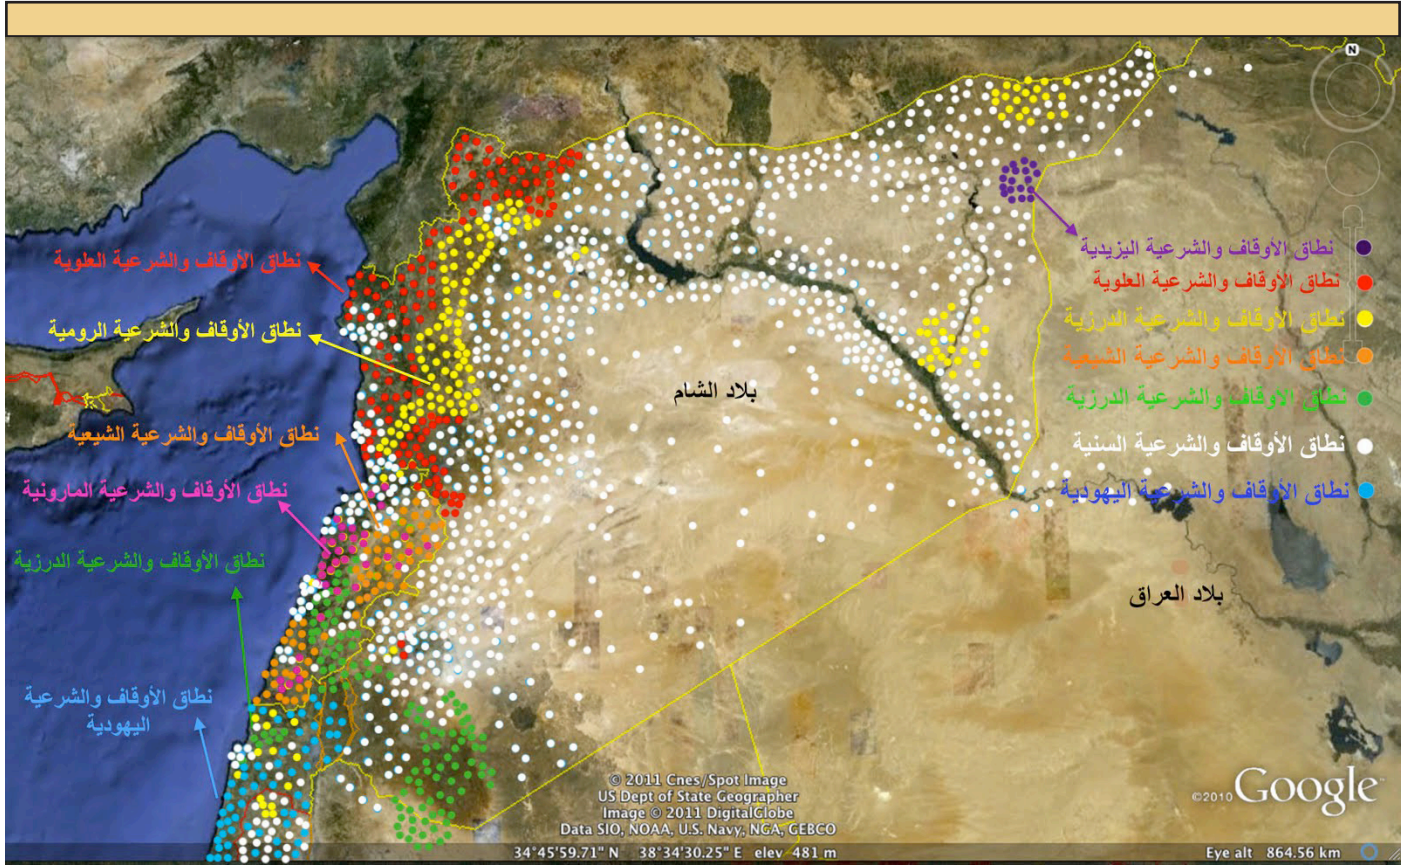 N
نطاق الأوقاف والشرعية اليزيدية
نطاق الأوقاف والشرعية العلوية
نطاق الأوقاف والشرعية العلوية
نطاق الأوقاف والشرعية الدرزية
نطاق الأوقاف والشرعية الرومية
نطاق الأوقاف والشرعية الشيعية
بلاد الشام
نطاق الأوقاف والشرعية الدرزية
نطاق الأوقاف والشرعية الشيعية
نطاق الأوقاف والشرعية السنية
نطاق الأوقاف والشرعية المارونية
نطاق الأوقاف والشرعية اليهودية
نطاق الأوقاف والشرعية الدرزية
بلاد العراق
نطاق الأوقاف والشرعية
اليهودية
© 2011 Cnes/Spot Image
US Dept of State Geographer
Image © 2011 DigitalGlobe
Data SIO, NOAA, U.S. Navy, NGA, GEBCO
©2010 Google
34°45'59.71" N 38°34'30.25" E elev 481 m
Eye alt 864.56 km